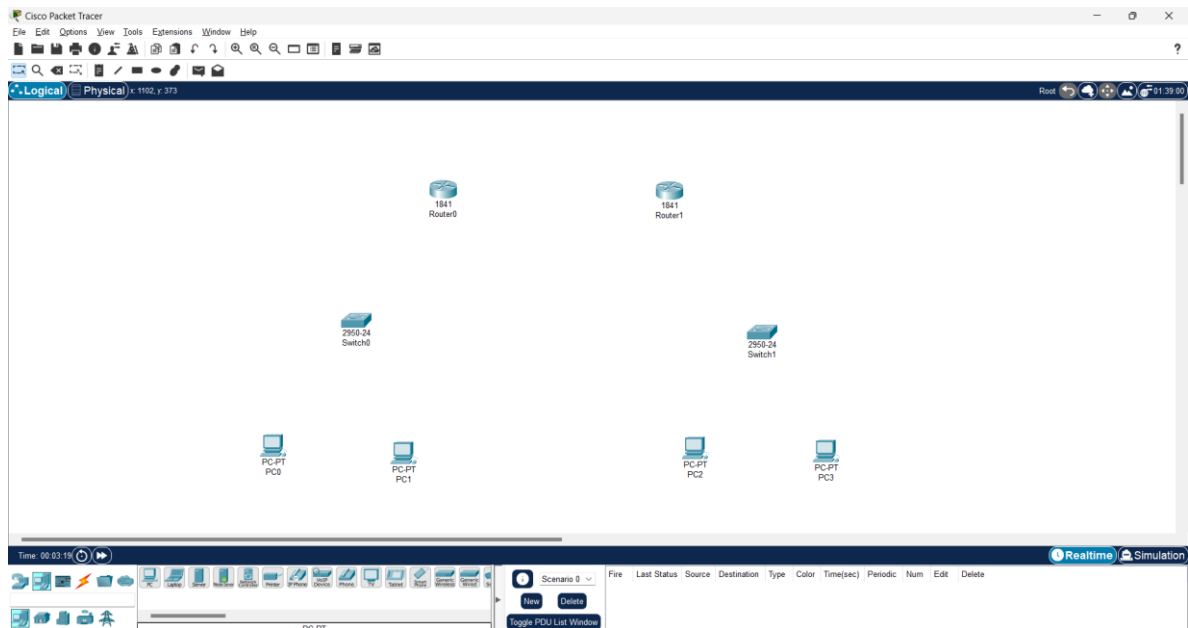 Cisco Packet Tracer
File Edit Options View Tools Extensions Window Help
?
Logical Physical x: 1102, y: 373 Root 01:39:00
1841
Router0
1841
Router1
2950-24
Switch0
2950-24
Switch1
PC-PT
PC0
PC-PT
PC1
PC-PT
PC2
PC-PT
PC3
Time: 00:03:19 Realtime Simulation
PC Laptop Server Printer IP Phone VoIP Device Phone TV Tablet Smart Phone Generic Wireless Generic Wired
Scenario 0
Fire Last Status Source Destination Type Color Time(sec) Periodic Num Edit Delete
New Delete
Toggle PDU List Window
PC-PT